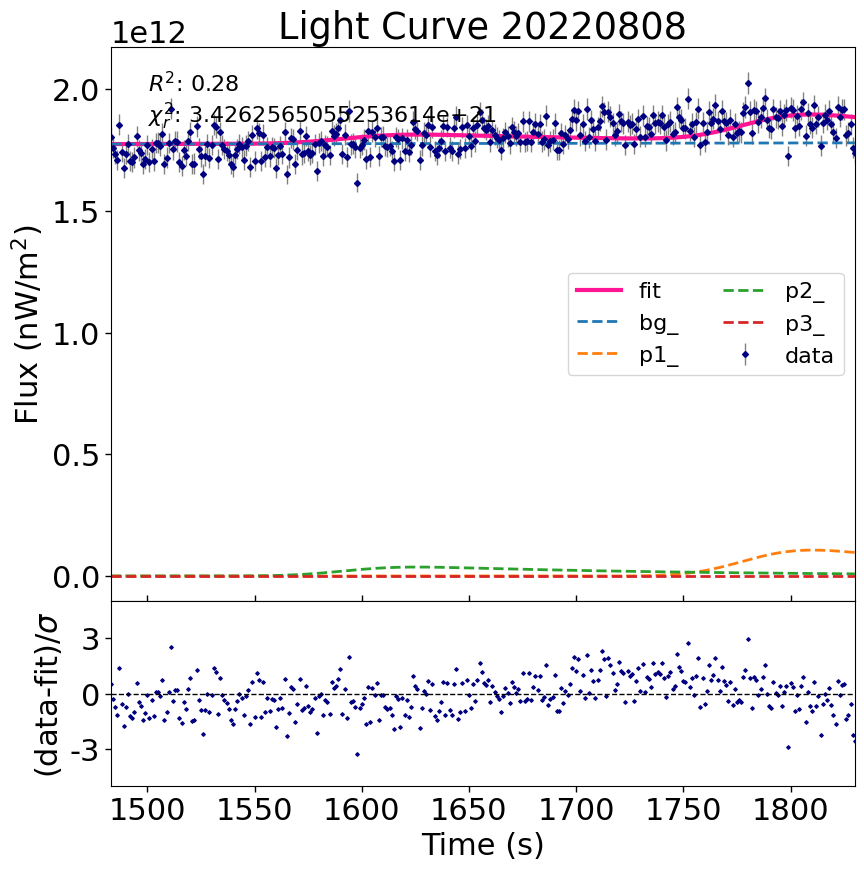 Light Curve 20220808
1e12
R²: 0.28
χ²ᵣ: 3.4262565055253614e+21
2.0
1.5
1.0
0.5
0.0
Flux (nW/m²)
fit
bg_
p1_
p2_
p3_
data
3
0
-3
(data-fit)/σ
1500 1550 1600 1650 1700 1750 1800
Time (s)